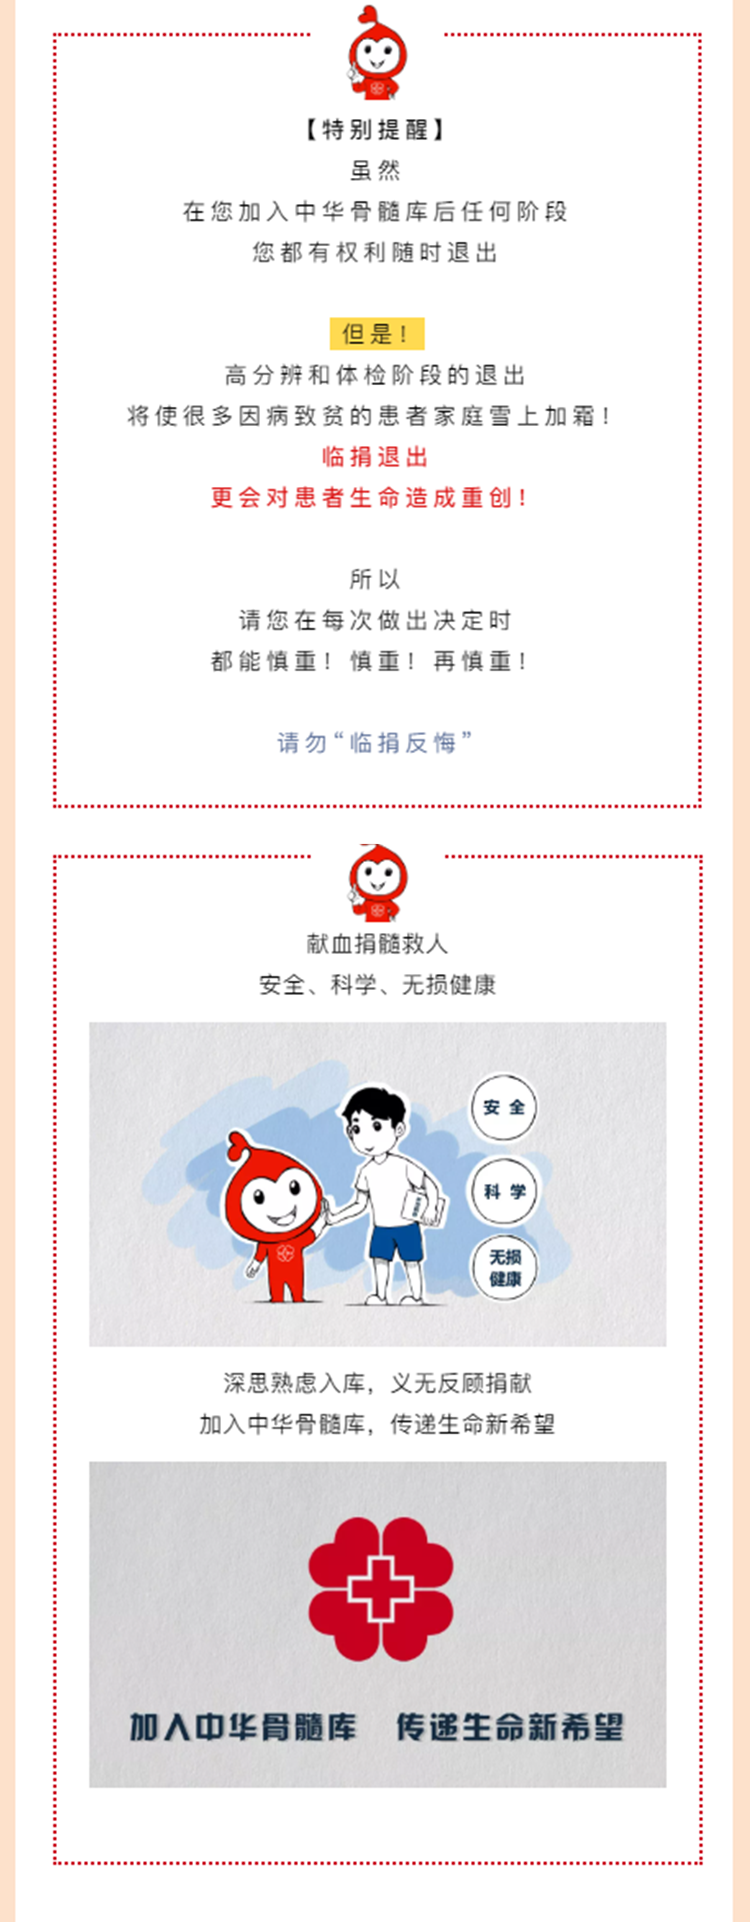 【特别提醒】
虽然
在您加入中华骨髓库后任何阶段
您都有权利随时退出
但是！
高分辨和体检阶段的退出
将使很多因病致贫的患者家庭雪上加霜！
临捐退出
更会对患者生命造成重创！
所以
请您在每次做出决定时
都能慎重！慎重！再慎重！
请勿“临捐反悔”
献血捐髓救人
安全、科学、无损健康
安全
科学
无损
健康
深思熟虑入库，义无反顾捐献
加入中华骨髓库，传递生命新希望
加入中华骨髓库 传递生命新希望